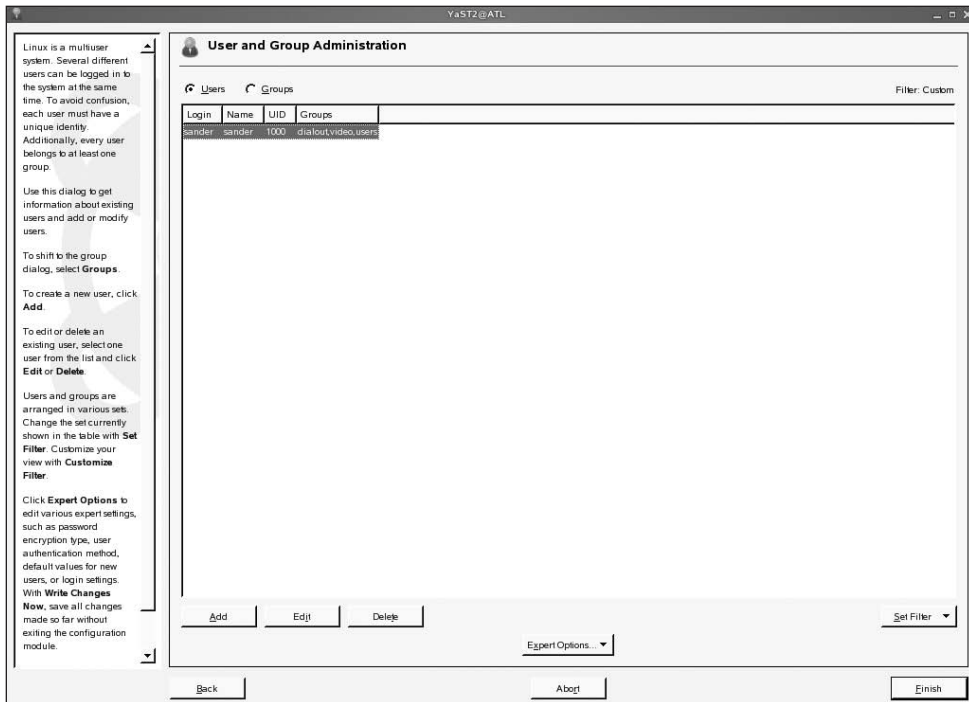 YaST2@ATL
Linux is a multiuser
system. Several different
users can be logged in to
the system at the same
time. To avoid confusion,
each user must have a
unique identity.
Additionally, every user
belongs to at least one
group.
Use this dialog to get
information about existing
users and add or modify
users.
To shift to the group
dialog, select Groups.
To create a new user, click
Add.
To edit or delete an
existing user, select one
user from the list and click
Edit or Delete.
Users and groups are
arranged in various sets.
Change the set currently
shown in the table with Set
Filter. Customize your
view with Customize
Filter.
Click Expert Options to
edit various expert settings,
such as password
encryption type, user
authentication method,
default values for new
users, or login settings.
With Write Changes
Now, save all changes
made so far without
exiting the configuration
module.
User and Group Administration
Users Groups Filter: Custom
Login Name UID Groups
sander sander 1000 dialout,video,users
Add Edit Delete Set Filter
Expert Options...
Back Abort Finish